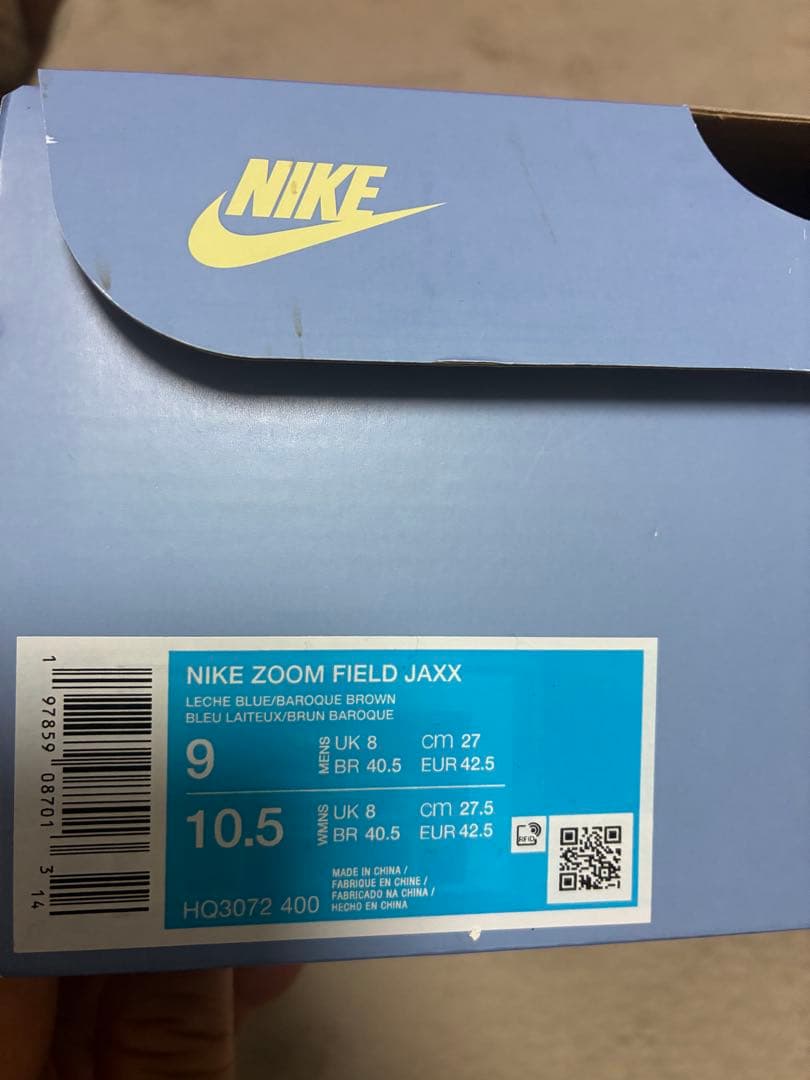 NIKE
NIKE ZOOM FIELD JAXX
LECHE BLUE/BAROQUE BROWN
BLEU LAITEUX/BRUN BAROQUE
9 MENS UK 8 cm 27
BR 40.5 EUR 42.5
10.5 WMNS UK 8 cm 27.5
BR 40.5 EUR 42.5
RFID
HQ3072 400
MADE IN CHINA /
FABRIQUE EN CHINE /
FABRICADO NA CHINA /
HECHO EN CHINA
1 97859 08701 3 14